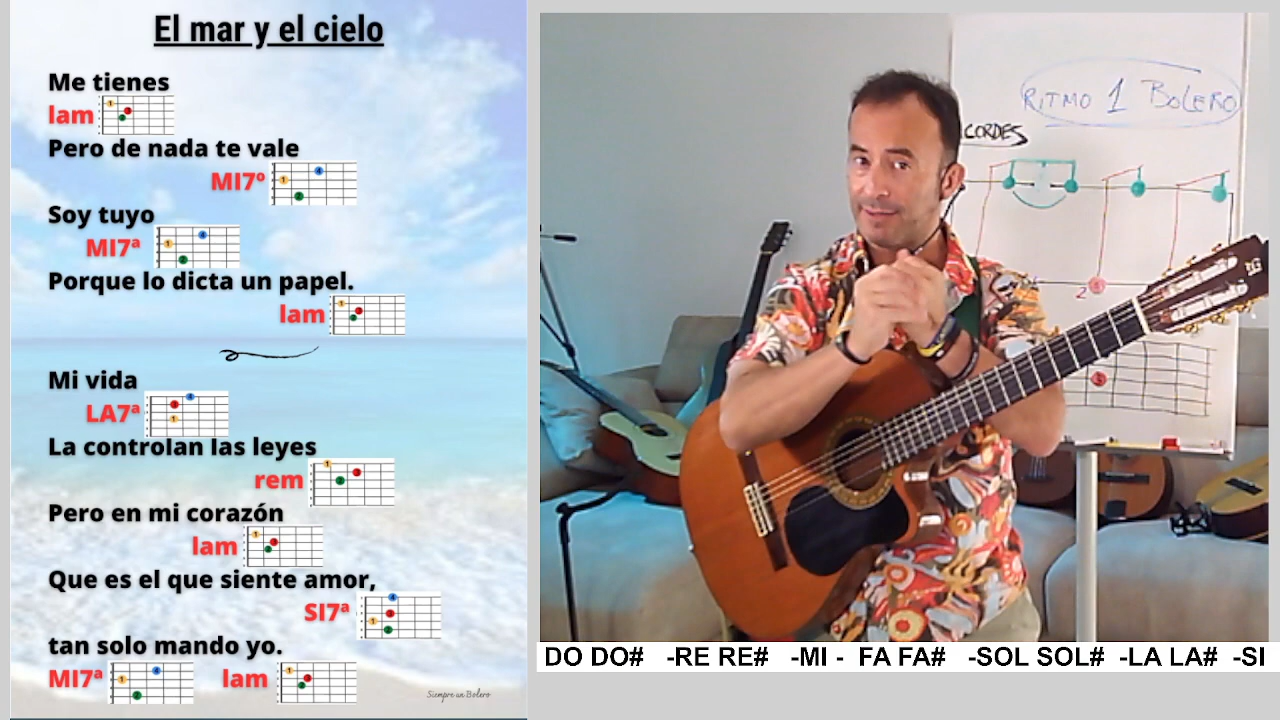 El mar y el cielo
Me tienes
lam
Pero de nada te vale
MI7º
Soy tuyo
MI7ª
Porque lo dicta un papel.
lam
Mi vida
LA7ª
La controlan las leyes
rem
Pero en mi corazón
lam
Que es el que siente amor,
SI7ª
tan solo mando yo.
MI7ª lam
Siempre un Bolero
RITMO 1 BOLERO
CORDES
2
DO DO# -RE RE# -MI - FA FA# -SOL SOL# -LA LA# -SI